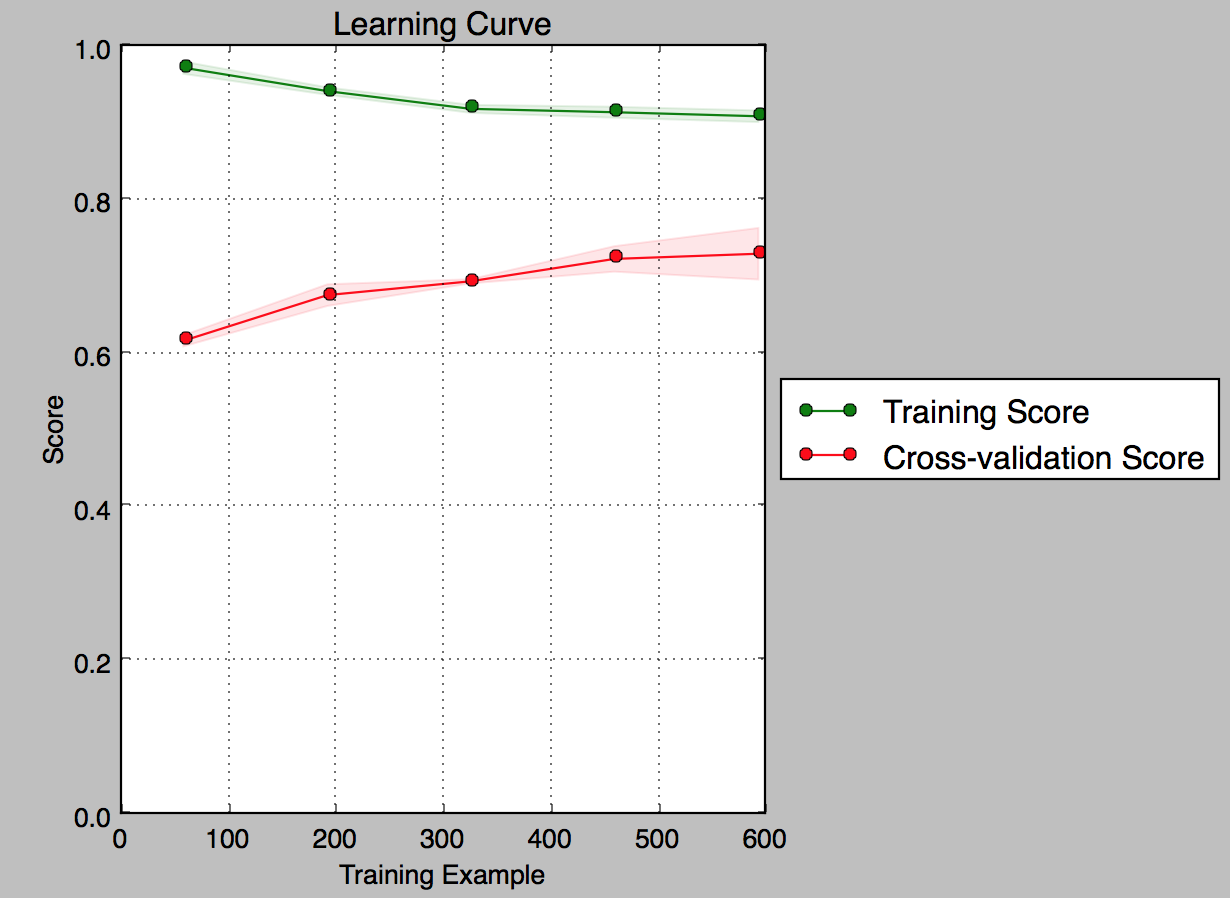 Learning Curve
1.0
0.8
0.6
0.4
0.2
0.0
Score
0 100 200 300 400 500 600
Training Example
Training Score
Cross-validation Score